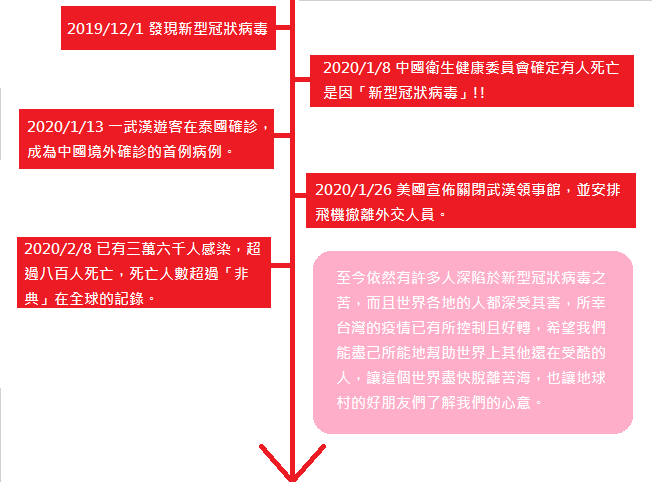 2019/12/1 發現新型冠狀病毒
2020/1/8 中國衛生健康委員會確定有人死亡
是因「新型冠狀病毒」!!
2020/1/13 一武漢遊客在泰國確診，
成為中國境外確診的首例病例。
2020/1/26 美國宣佈關閉武漢領事館，並安排
飛機撤離外交人員。
2020/2/8 已有三萬六千人感染，超
過八百人死亡，死亡人數超過「非
典」在全球的記錄。
至今依然有許多人深陷於新型冠狀病毒之
苦，而且世界各地的人都深受其害，所幸
台灣的疫情已有所控制且好轉，希望我們
能盡己所能地幫助世界上其他還在受酷的
人，讓這個世界盡快脫離苦海，也讓地球
村的好朋友們了解我們的心意。